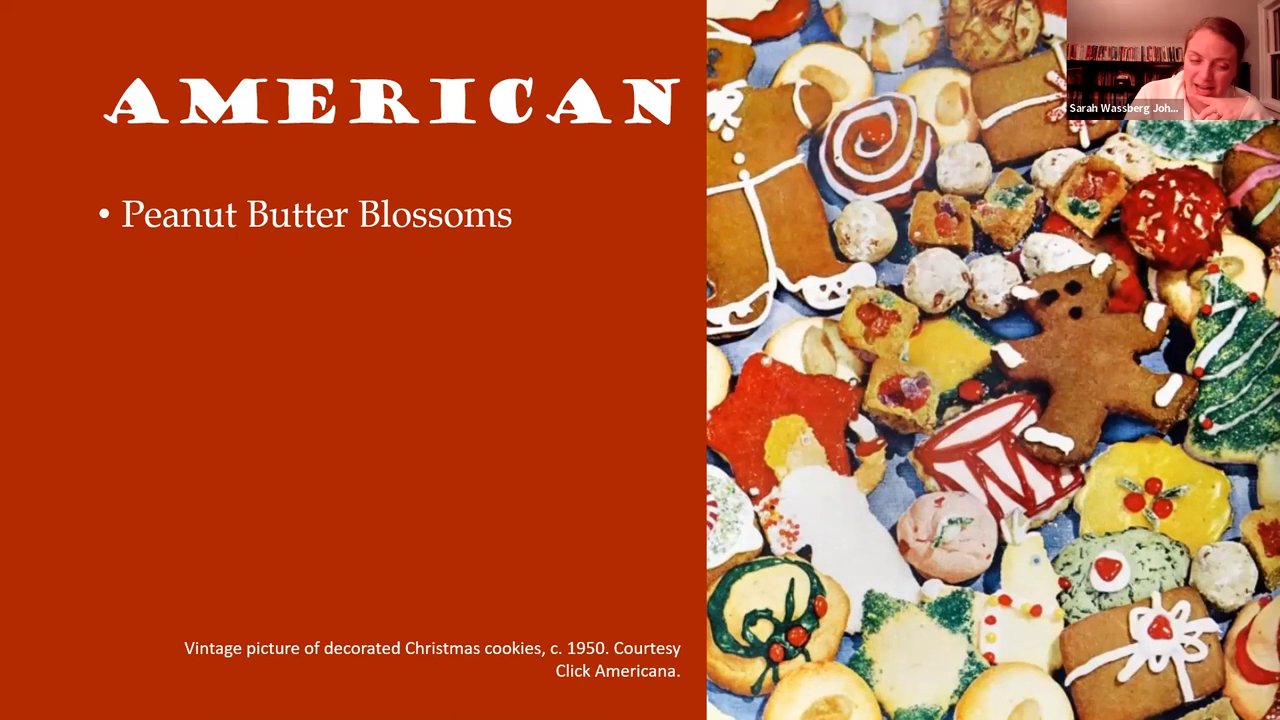 AMERICAN
• Peanut Butter Blossoms
Vintage picture of decorated Christmas cookies, c. 1950. Courtesy
Click Americana.
Sarah Wassberg Joh...